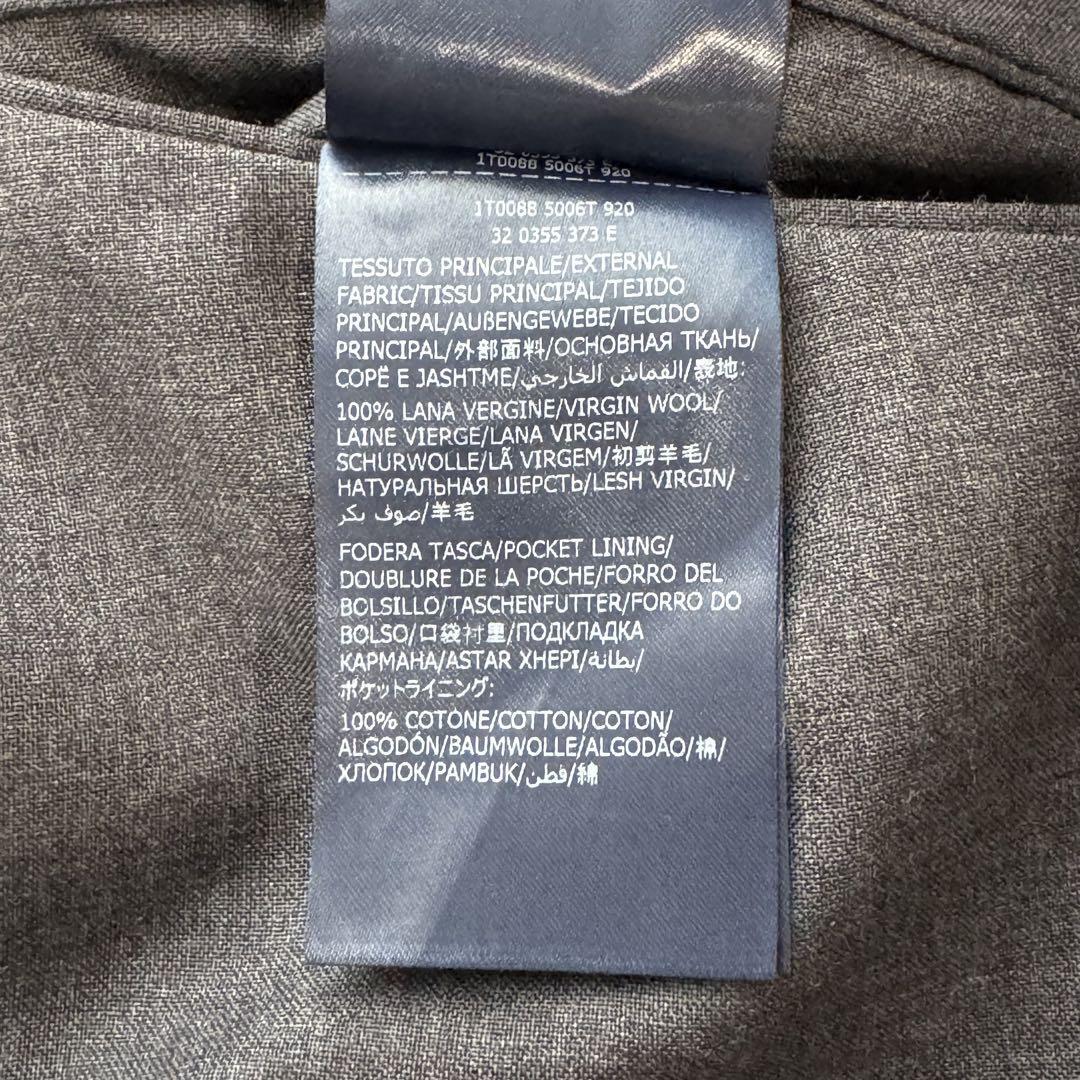 1T0088 5006T 920
1T0088 5006T 920
32 0355 373 E
TESSUTO PRINCIPALE/EXTERNAL
FABRIC/TISSU PRINCIPAL/TEJIDO
PRINCIPAL/AUßENGEWEBE/TECIDO
PRINCIPAL/外部面料/ОСНОВНАЯ ТКАНЬ/
COPË E JASHTME/القماش الخارجي/表地:
100% LANA VERGINE/VIRGIN WOOL/
LAINE VIERGE/LANA VIRGEN/
SCHURWOLLE/LÃ VIRGEM/初剪羊毛/
НАТУРАЛЬНАЯ ШЕРСТЬ/LESH VIRGIN/
صوف بكر/羊毛
FODERA TASCA/POCKET LINING/
DOUBLURE DE LA POCHE/FORRO DEL
BOLSILLO/TASCHENFUTTER/FORRO DO
BOLSO/口袋衬里/ПОДКЛАДКА
КАРМАНА/ASTAR XHEPI/بطانة/
ポケットライニング:
100% COTONE/COTTON/COTON/
ALGODÓN/BAUMWOLLE/ALGODÃO/棉/
ХЛОПОК/PAMBUK/قطن/綿